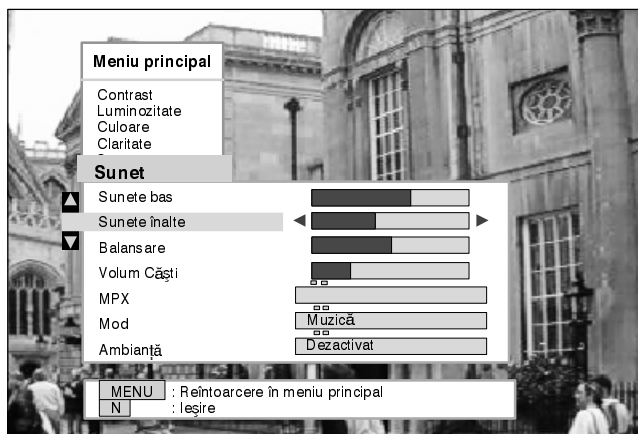 Meniu principal
Contrast
Luminozitate
Culoare
Claritate
Sunet
Sunete bas
Sunete înalte
Balansare
Volum Căşti
MPX
Mod Muzică
Ambianţă Dezactivat
MENU : Reîntoarcere în meniu principal
N : Ieşire